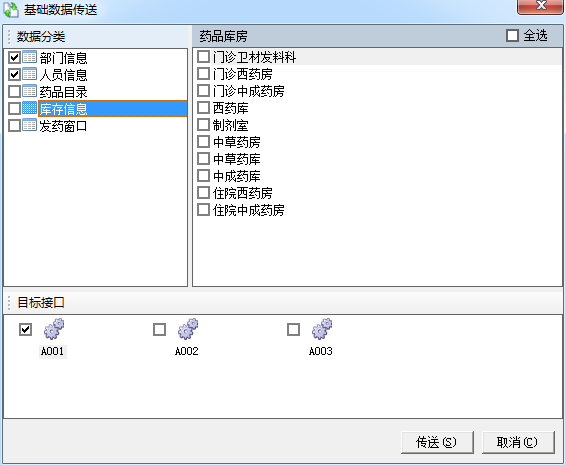 基础数据传送
数据分类
部门信息
人员信息
药品目录
库存信息
发药窗口
药品库房
全选
门诊卫材发料科
门诊西药房
门诊中成药房
西药库
制剂室
中草药房
中草药库
中成药库
住院西药房
住院中成药房
目标接口
A001
A002
A003
传送(S)
取消(C)